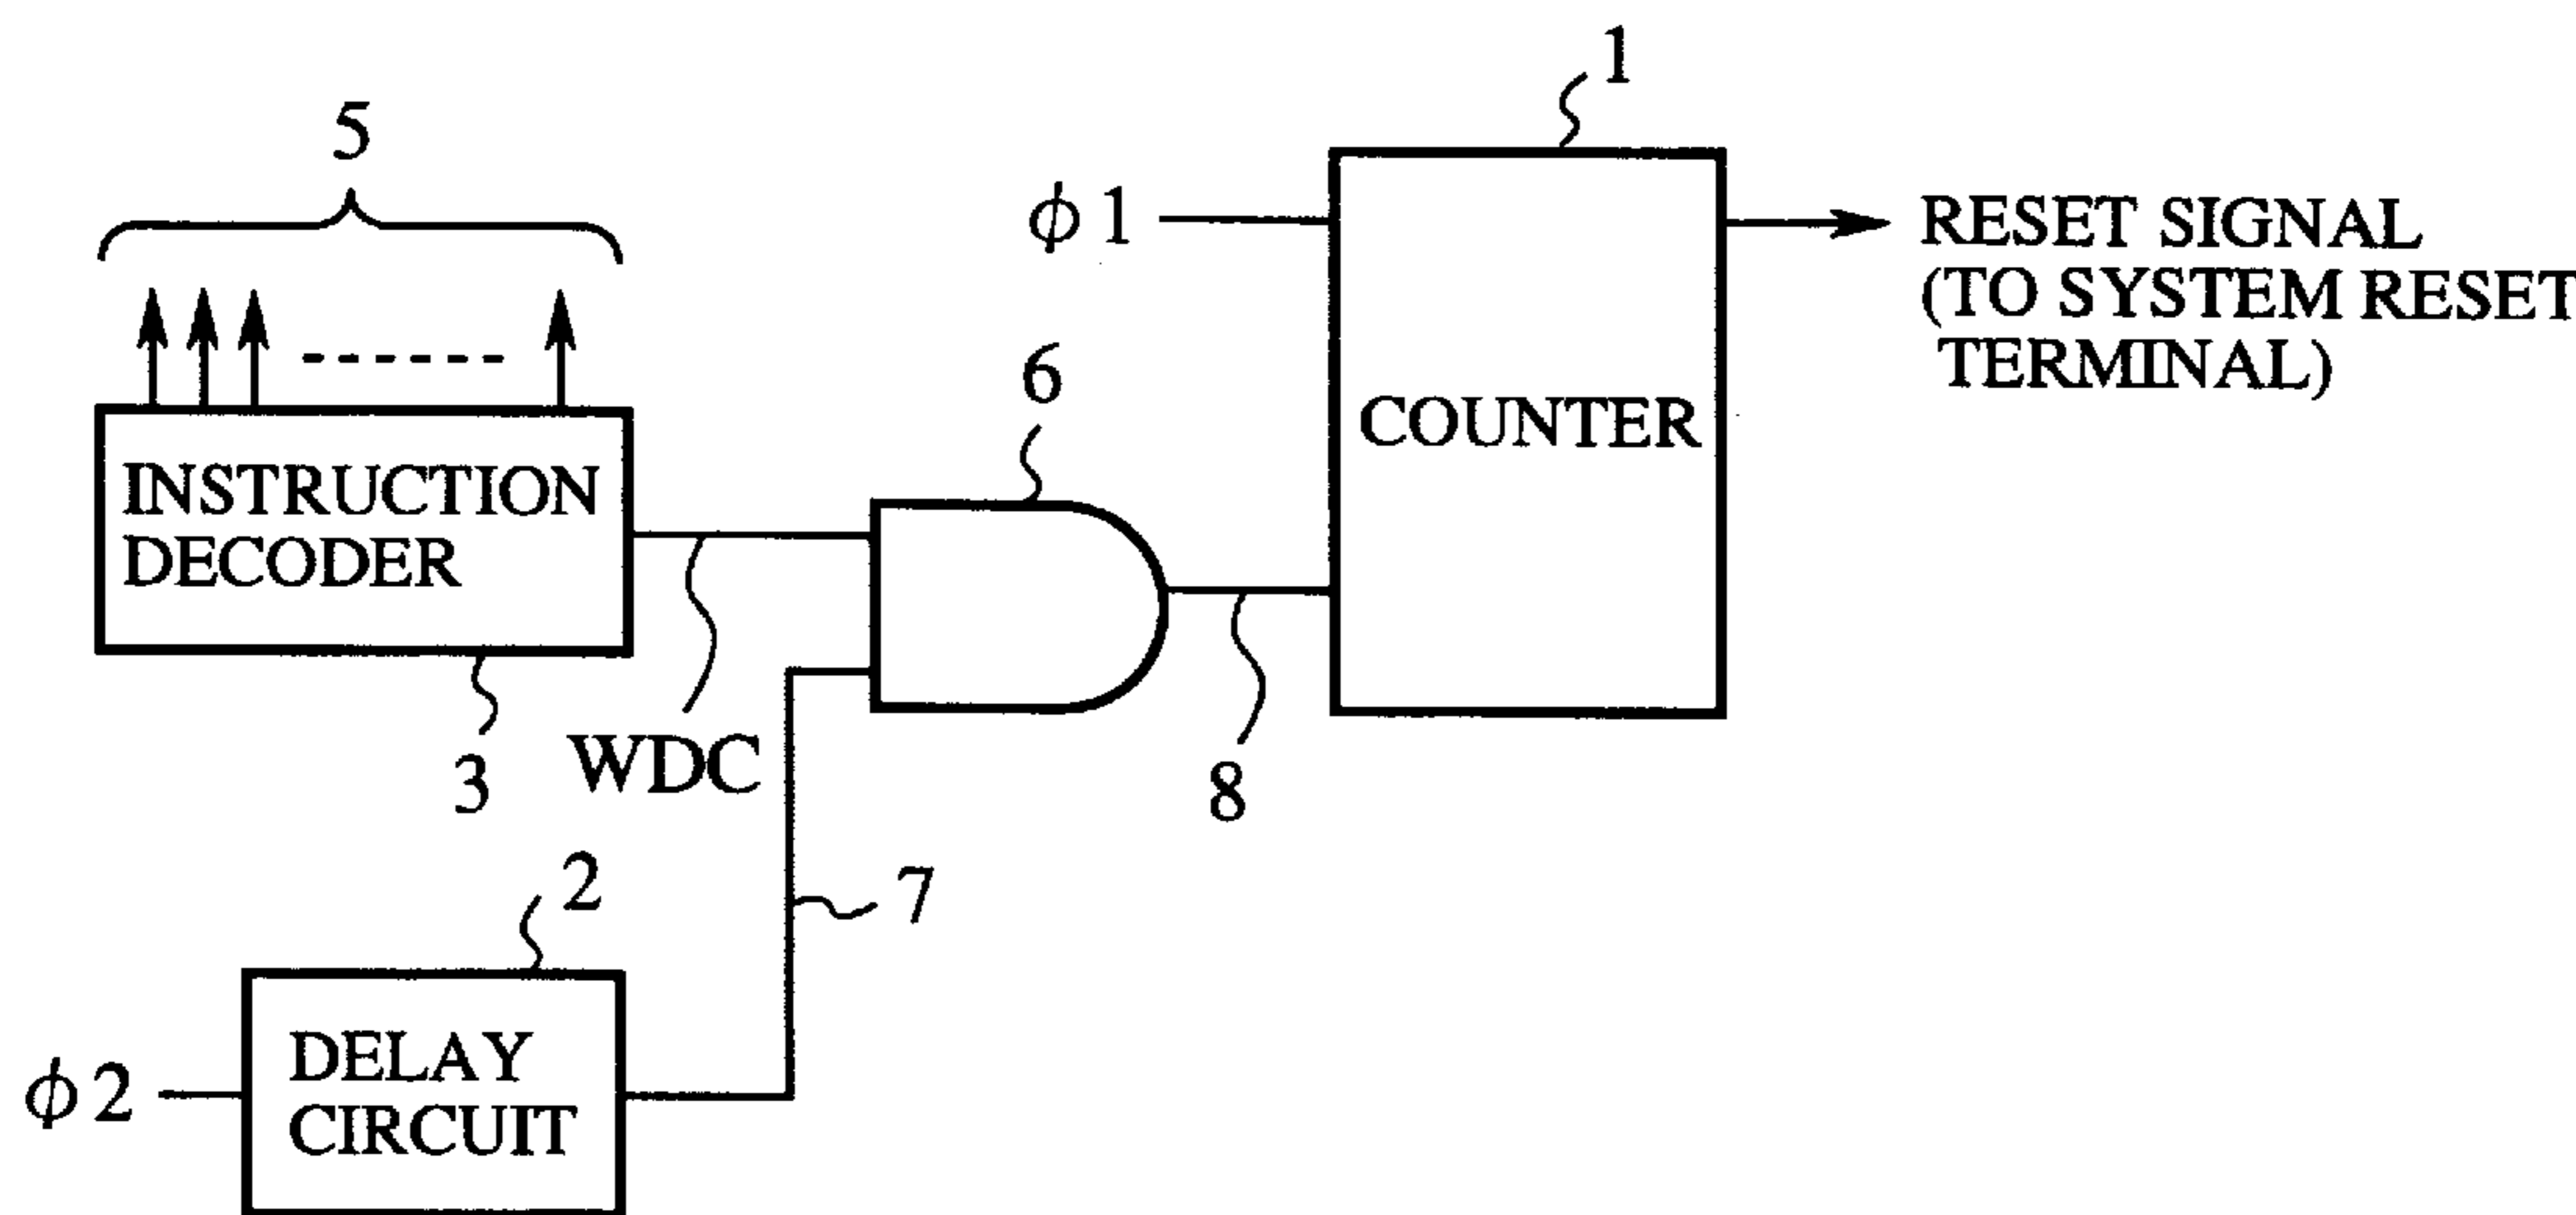 1
5
ϕ1
RESET SIGNAL
(TO SYSTEM RESET
TERMINAL)
6
COUNTER
INSTRUCTION
DECODER
3
WDC
8
2
7
ϕ2
DELAY
CIRCUIT